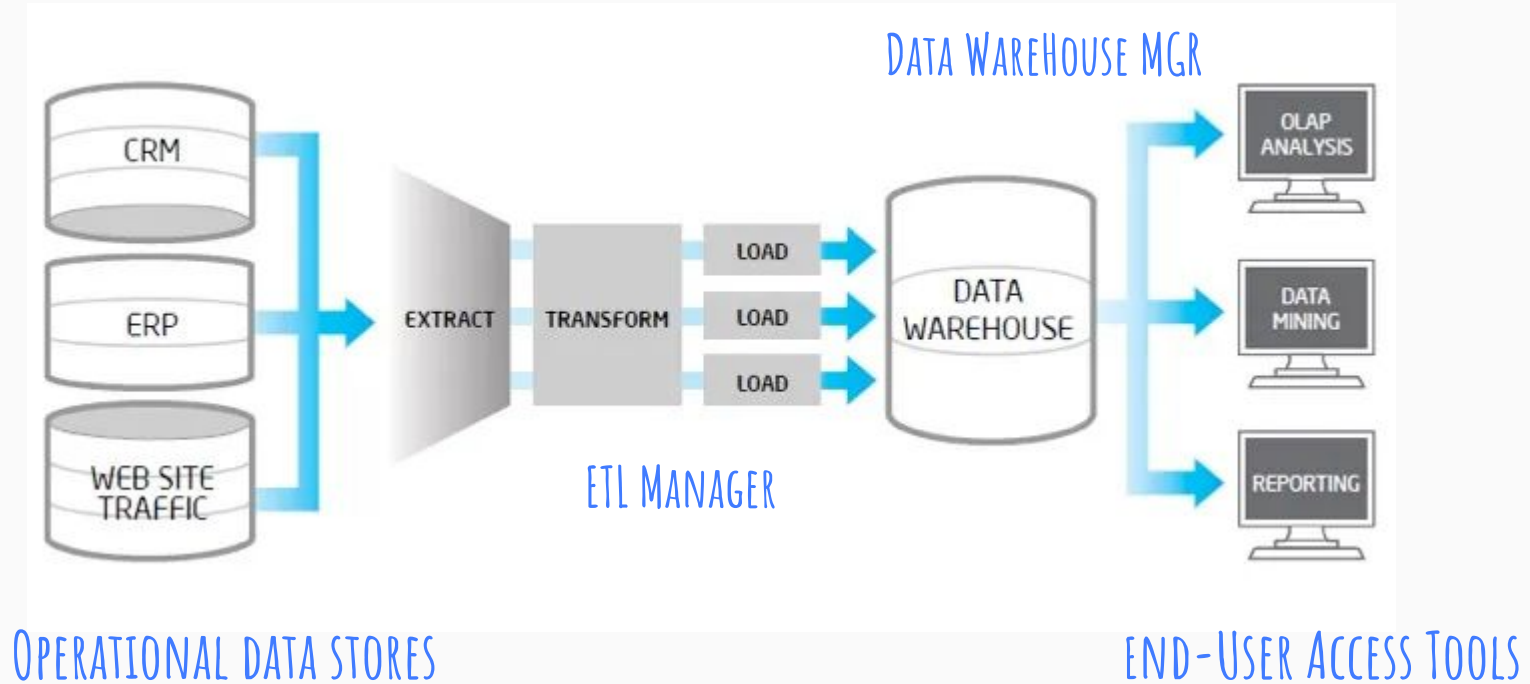 Data WareHouse MGR
CRM
ERP
WEB SITE
TRAFFIC
EXTRACT
TRANSFORM
LOAD
LOAD
LOAD
DATA
WAREHOUSE
OLAP
ANALYSIS
DATA
MINING
REPORTING
ETL Manager
Operational data stores
end-User Access Tools